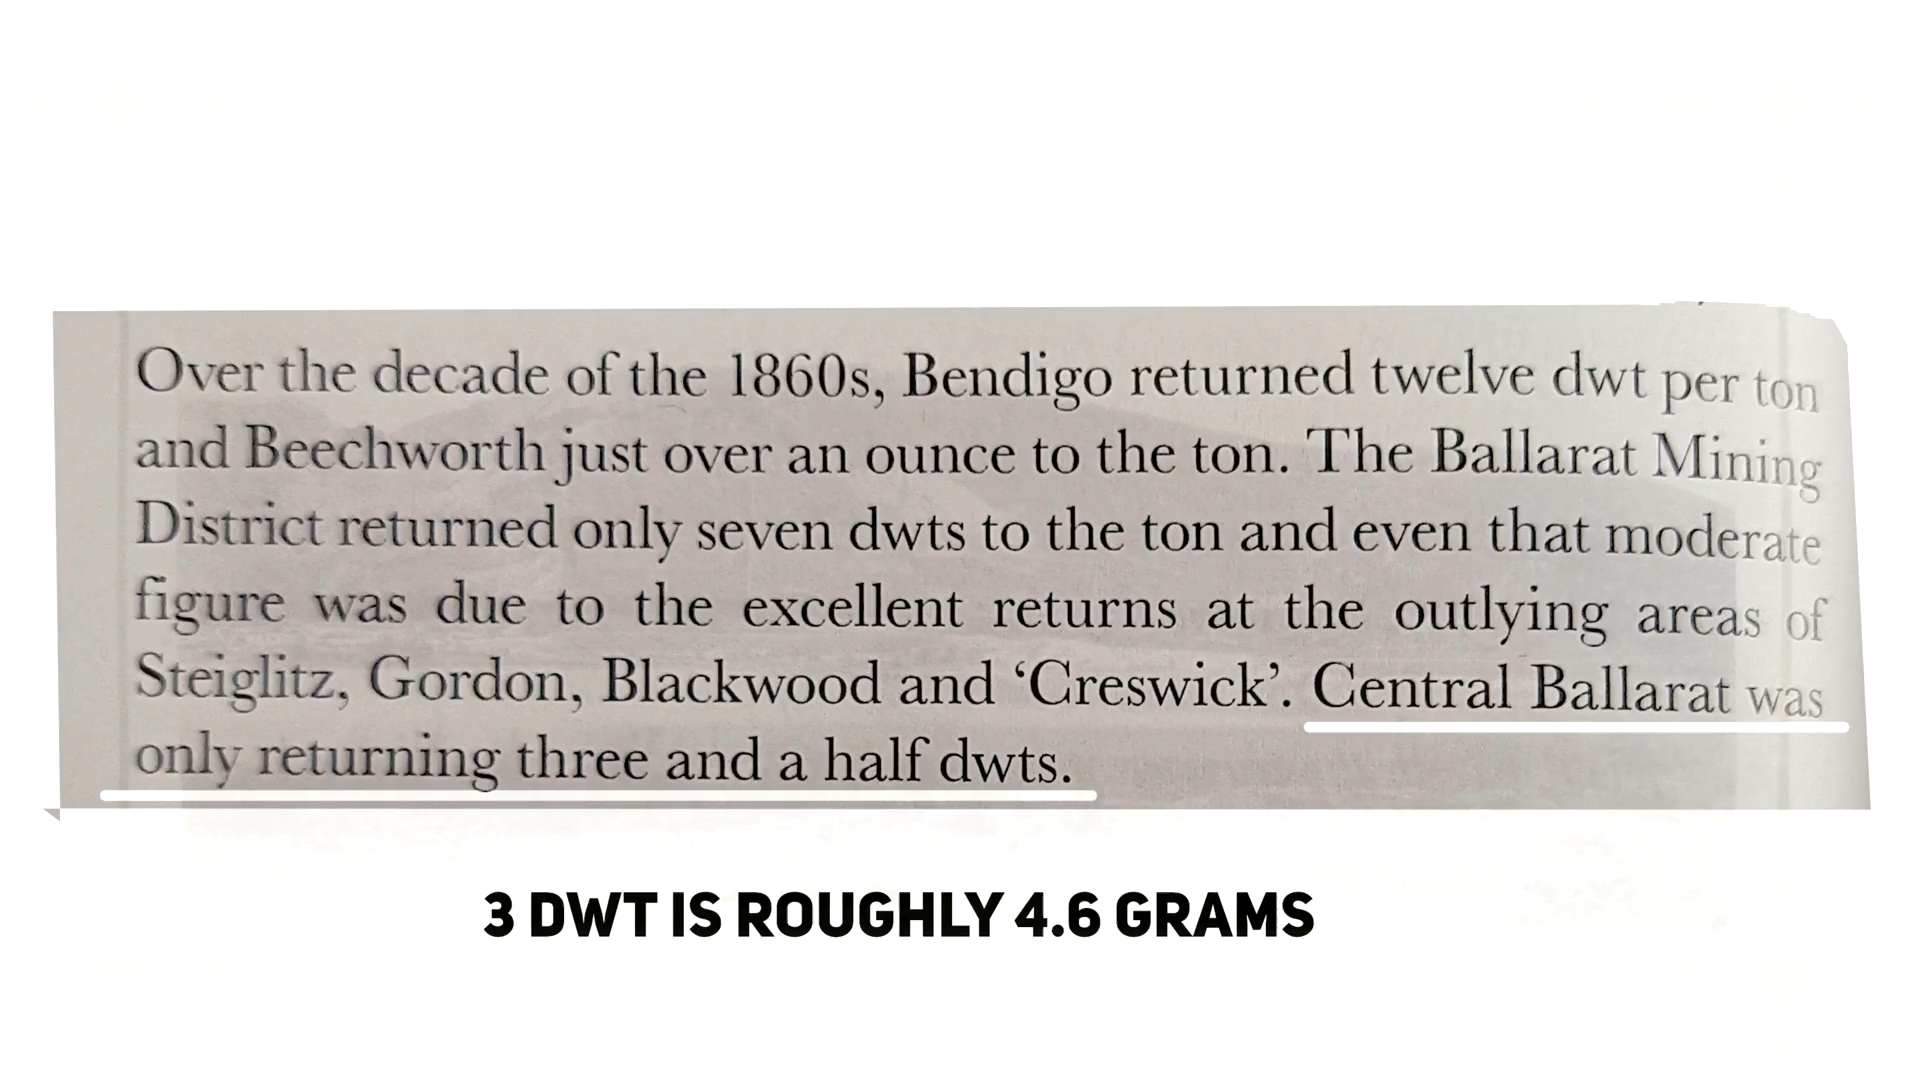 Over the decade of the 1860s, Bendigo returned twelve dwt per ton
and Beechworth just over an ounce to the ton. The Ballarat Mining
District returned only seven dwts to the ton and even that moderate
figure was due to the excellent returns at the outlying areas of
Steiglitz, Gordon, Blackwood and ‘Creswick’. Central Ballarat was
only returning three and a half dwts.
3 DWT IS ROUGHLY 4.6 GRAMS